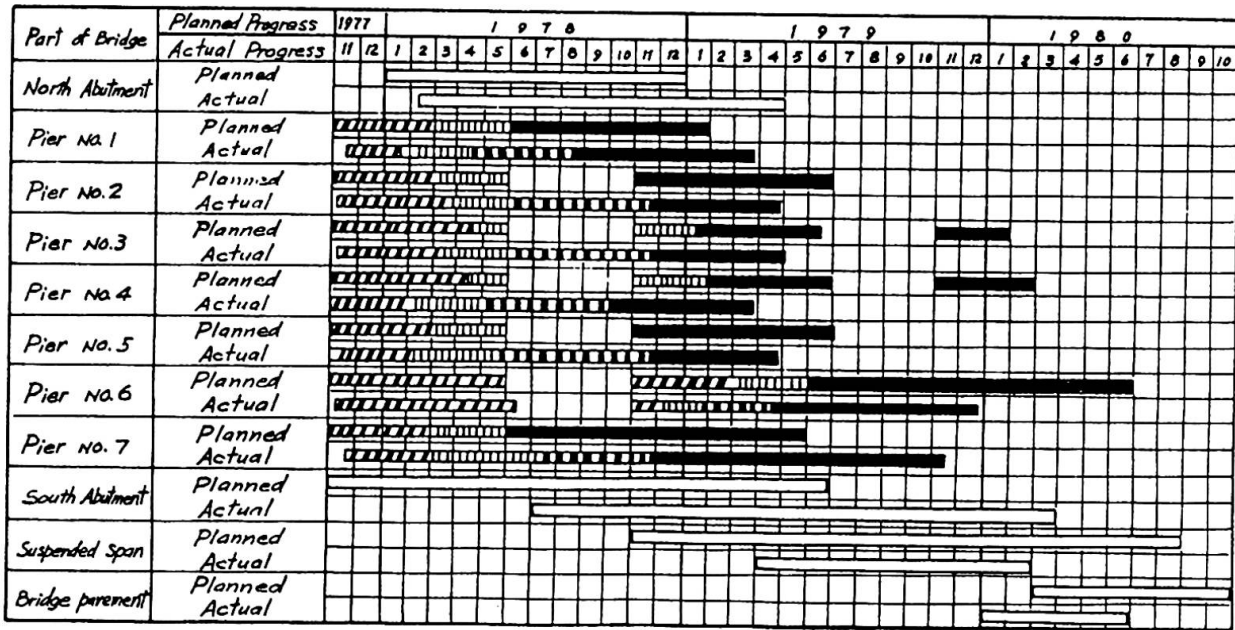 Part of Bridge Planned Progress 1977 1 9 7 8 1 9 7 9 1 9 8 0
Actual Progress 11 12 1 2 3 4 5 6 7 8 9 10 11 12 1 2 3 4 5 6 7 8 9 10 11 12 1 2 3 4 5 6 7 8 9 10
North Abutment Planned
Actual
Pier No.1 Planned
Actual
Pier No.2 Planned
Actual
Pier No.3 Planned
Actual
Pier No.4 Planned
Actual
Pier No.5 Planned
Actual
Pier No.6 Planned
Actual
Pier No.7 Planned
Actual
South Abutment Planned
Actual
Suspended Span Planned
Actual
Bridge parement Planned
Actual